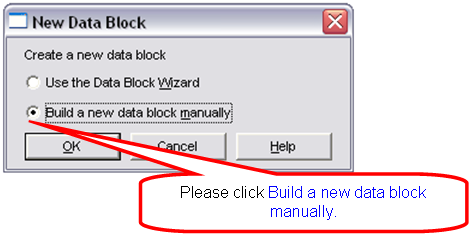 New Data Block
Create a new data block
Use the Data Block Wizard
Build a new data block manually
OK
Cancel
Help
Please click Build a new data block
manually.